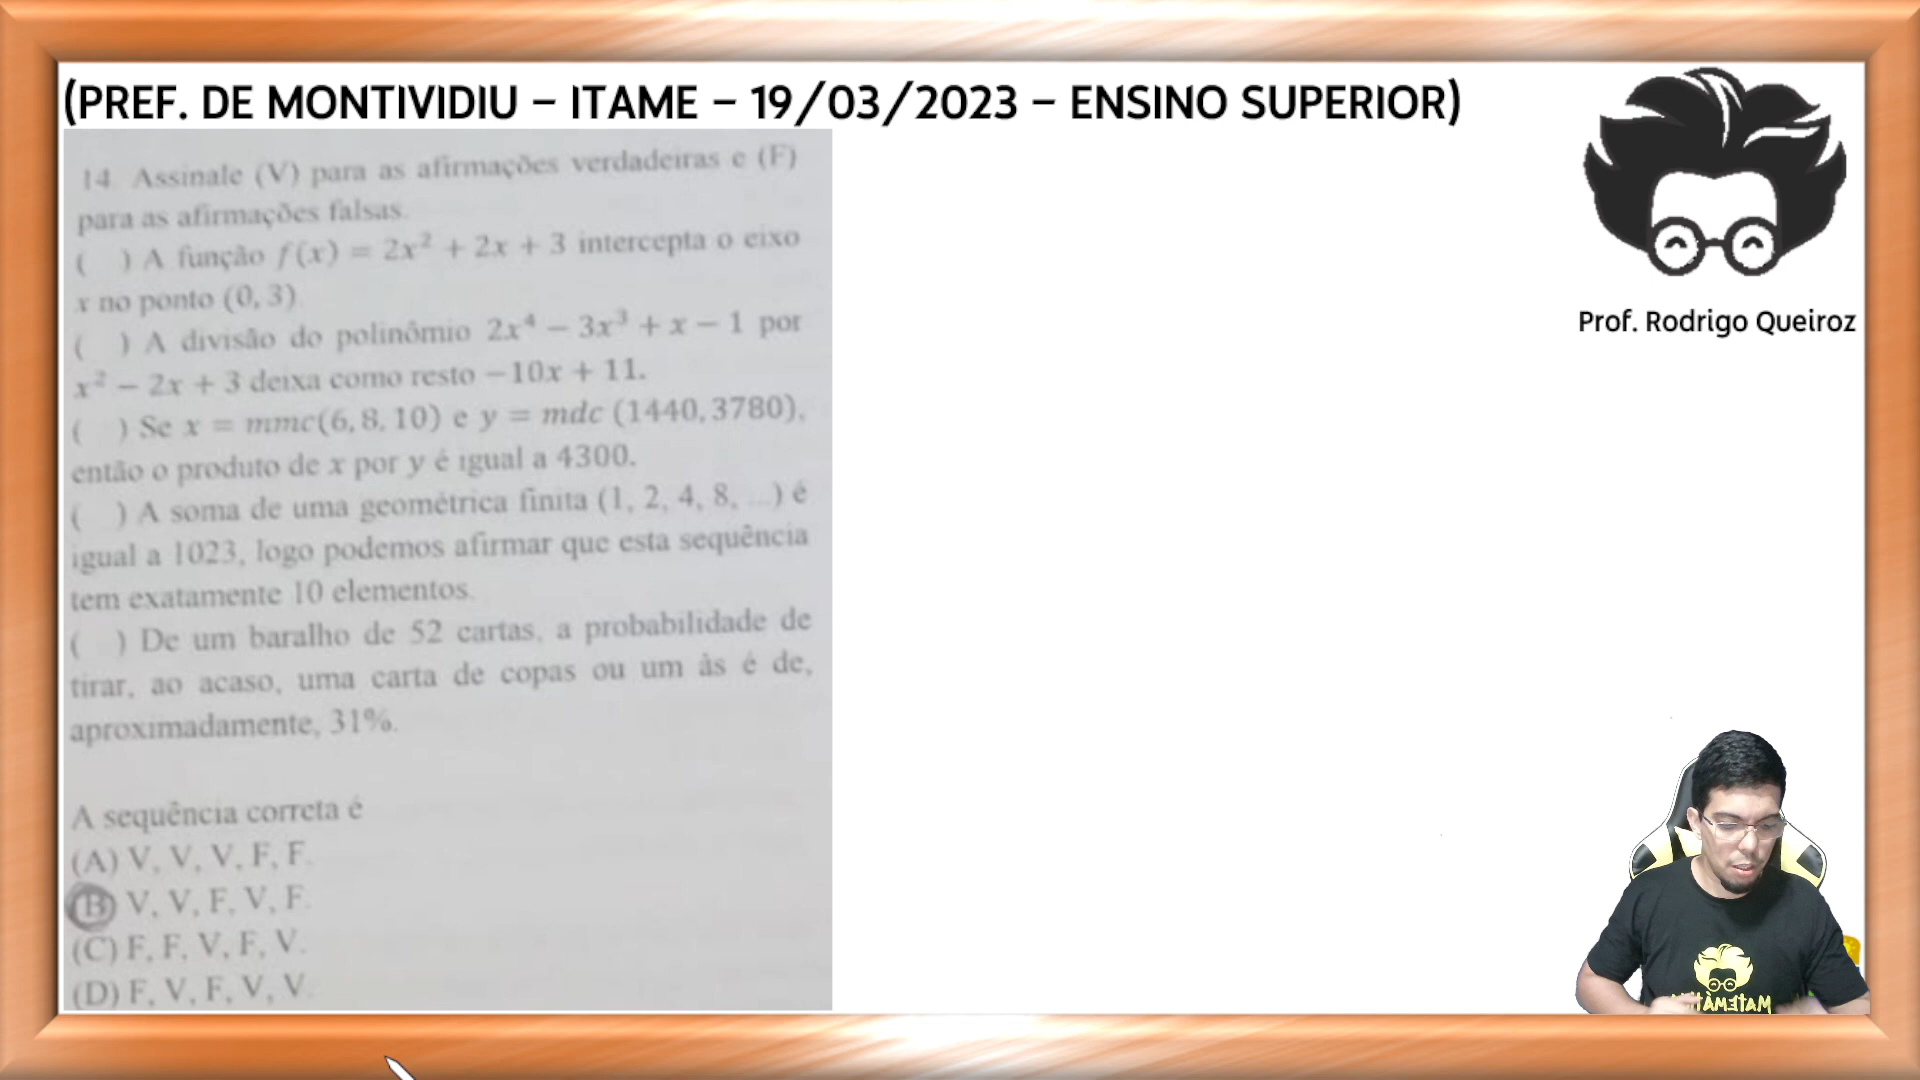 (PREF. DE MONTIVIDIU – ITAME – 19/03/2023 – ENSINO SUPERIOR)
14. Assinale (V) para as afirmações verdadeiras e (F)
para as afirmações falsas.
( ) A função f(x) = 2x² + 2x + 3 intercepta o eixo
x no ponto (0, 3)
( ) A divisão do polinômio 2x⁴ − 3x³ + x − 1 por
x² − 2x + 3 deixa como resto −10x + 11.
( ) Se x = mmc(6, 8, 10) e y = mdc (1440, 3780),
então o produto de x por y é igual a 4300.
( ) A soma de uma geométrica finita (1, 2, 4, 8, ...) é
igual a 1023, logo podemos afirmar que esta sequência
tem exatamente 10 elementos.
( ) De um baralho de 52 cartas, a probabilidade de
tirar, ao acaso, uma carta de copas ou um ás é de,
aproximadamente, 31%.
A sequência correta é
(A) V, V, V, F, F.
(B) V, V, F, V, F.
(C) F, F, V, F, V.
(D) F, V, F, V, V.
Prof. Rodrigo Queiroz